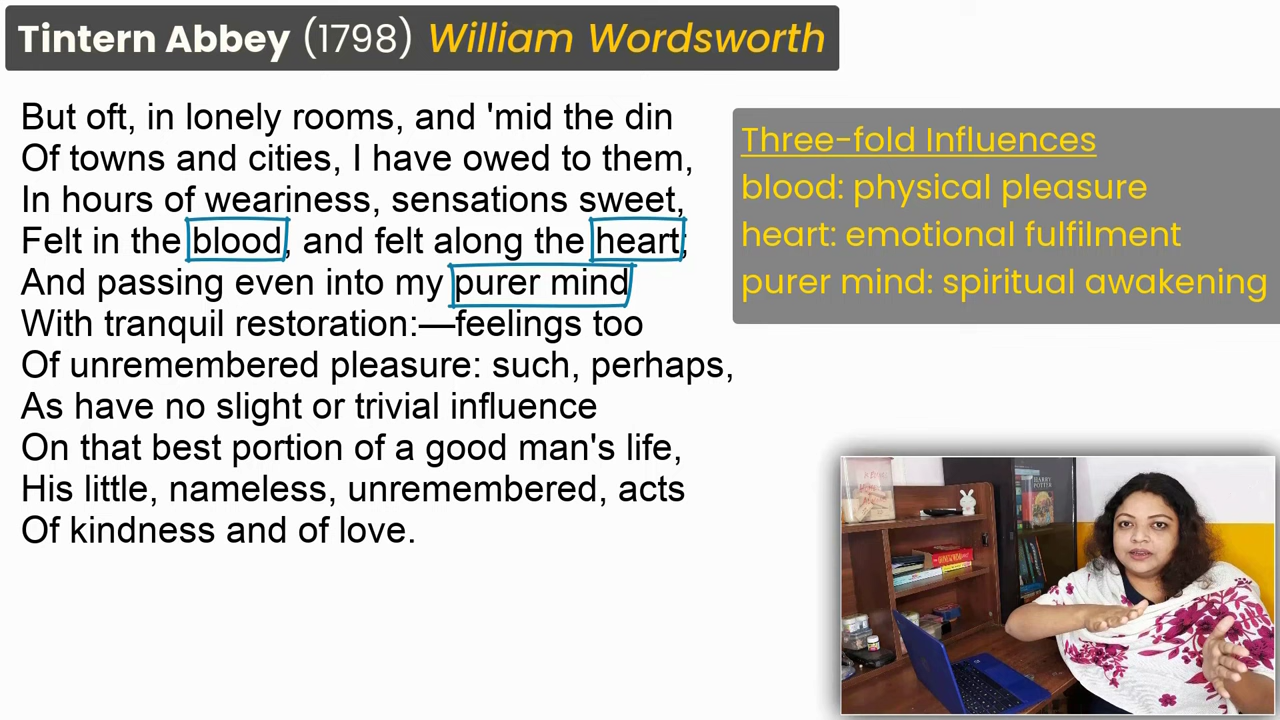 Tintern Abbey (1798) William Wordsworth
But oft, in lonely rooms, and 'mid the din
Of towns and cities, I have owed to them,
In hours of weariness, sensations sweet,
Felt in the blood, and felt along the heart;
And passing even into my purer mind
With tranquil restoration:—feelings too
Of unremembered pleasure: such, perhaps,
As have no slight or trivial influence
On that best portion of a good man's life,
His little, nameless, unremembered, acts
Of kindness and of love.
Three-fold Influences
blood: physical pleasure
heart: emotional fulfilment
purer mind: spiritual awakening
HARRY
POTTER